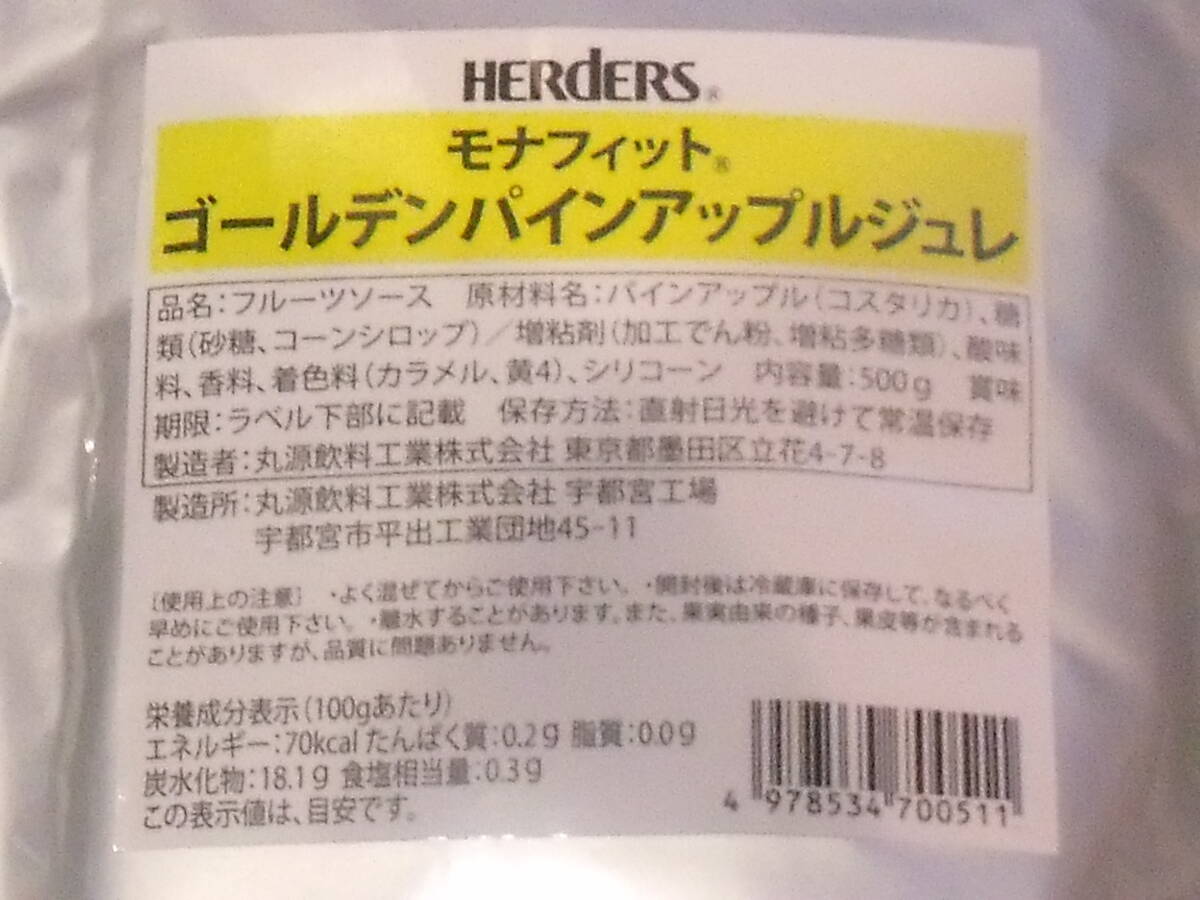 HERdERS®
モナフィット®
ゴールデンパインアップルジュレ
品名:フルーツソース 原材料名:パインアップル(コスタリカ)、糖
類(砂糖、コーンシロップ)/増粘剤(加工でん粉、増粘多糖類)、酸味
料、香料、着色料(カラメル、黄4)、シリコーン 内容量:500g 賞味
期限:ラベル下部に記載 保存方法:直射日光を避けて常温保存
製造者:丸源飲料工業株式会社 東京都墨田区立花4-7-8
製造所:丸源飲料工業株式会社 宇都宮工場
宇都宮市平出工業団地45-11
[使用上の注意] ・よく混ぜてからご使用下さい。・開封後は冷蔵庫に保存して、なるべく
早めにご使用下さい。・離水することがあります。また、果実由来の種子、果皮等が含まれる
ことがありますが、品質に問題ありません。
栄養成分表示(100gあたり)
エネルギー:70kcal たんぱく質:0.2g 脂質:0.0g
炭水化物:18.1g 食塩相当量:0.3g
この表示値は、目安です。
4 978534 700511